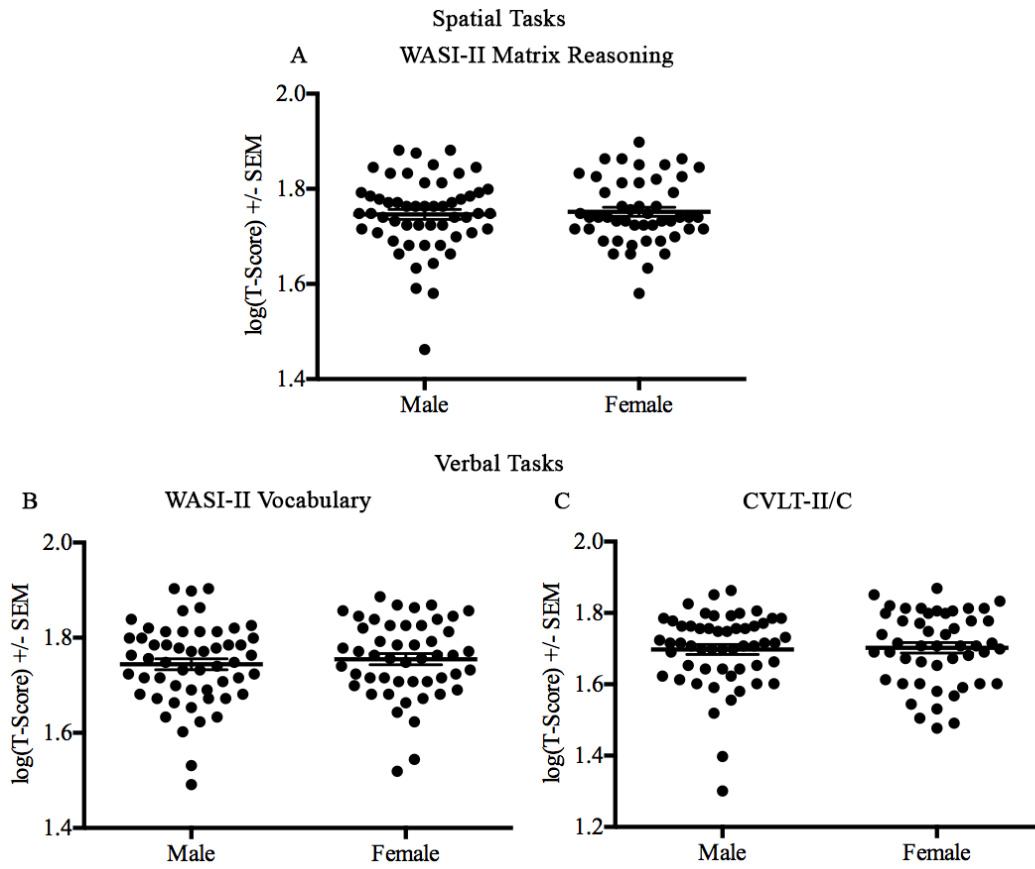 Spatial Tasks
A WASI-II Matrix Reasoning
log(T-Score) +/- SEM
2.0
1.8
1.6
1.4
Male Female
Verbal Tasks
B WASI-II Vocabulary
log(T-Score) +/- SEM
2.0
1.8
1.6
1.4
Male Female
C CVLT-II/C
log(T-Score) +/- SEM
2.0
1.8
1.6
1.4
1.2
Male Female